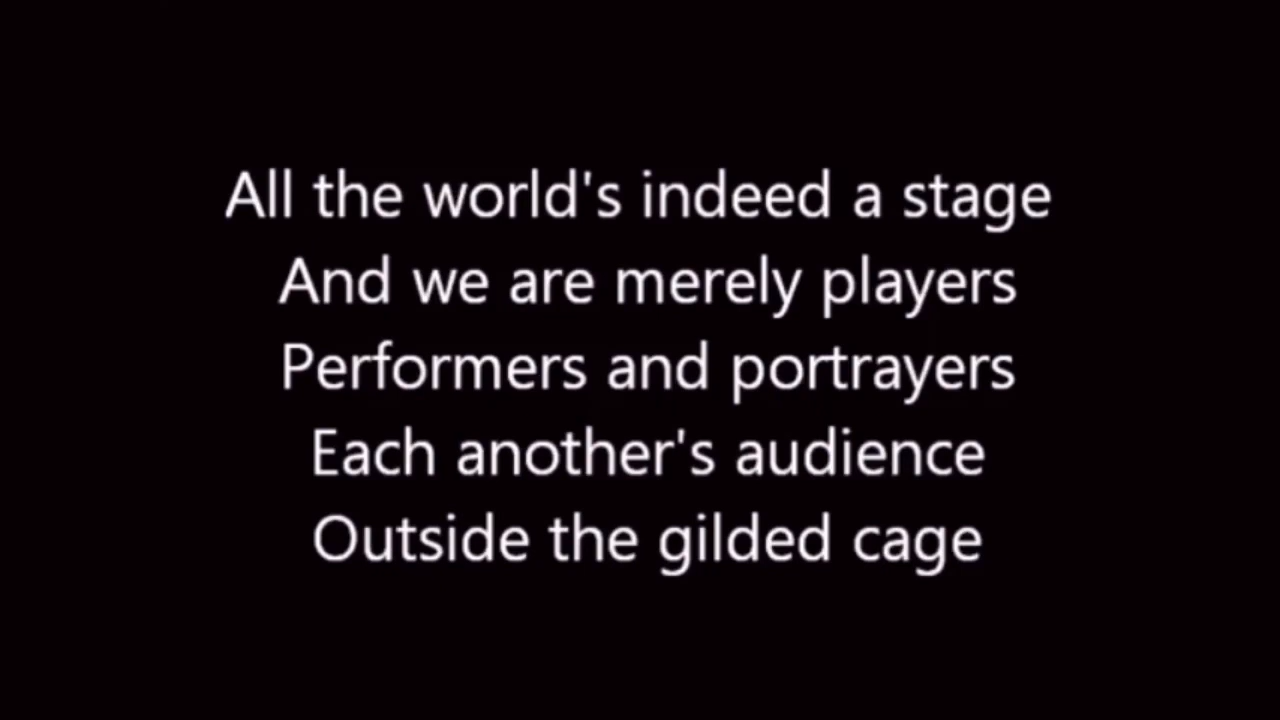 All the world's indeed a stage
And we are merely players
Performers and portrayers
Each another's audience
Outside the gilded cage